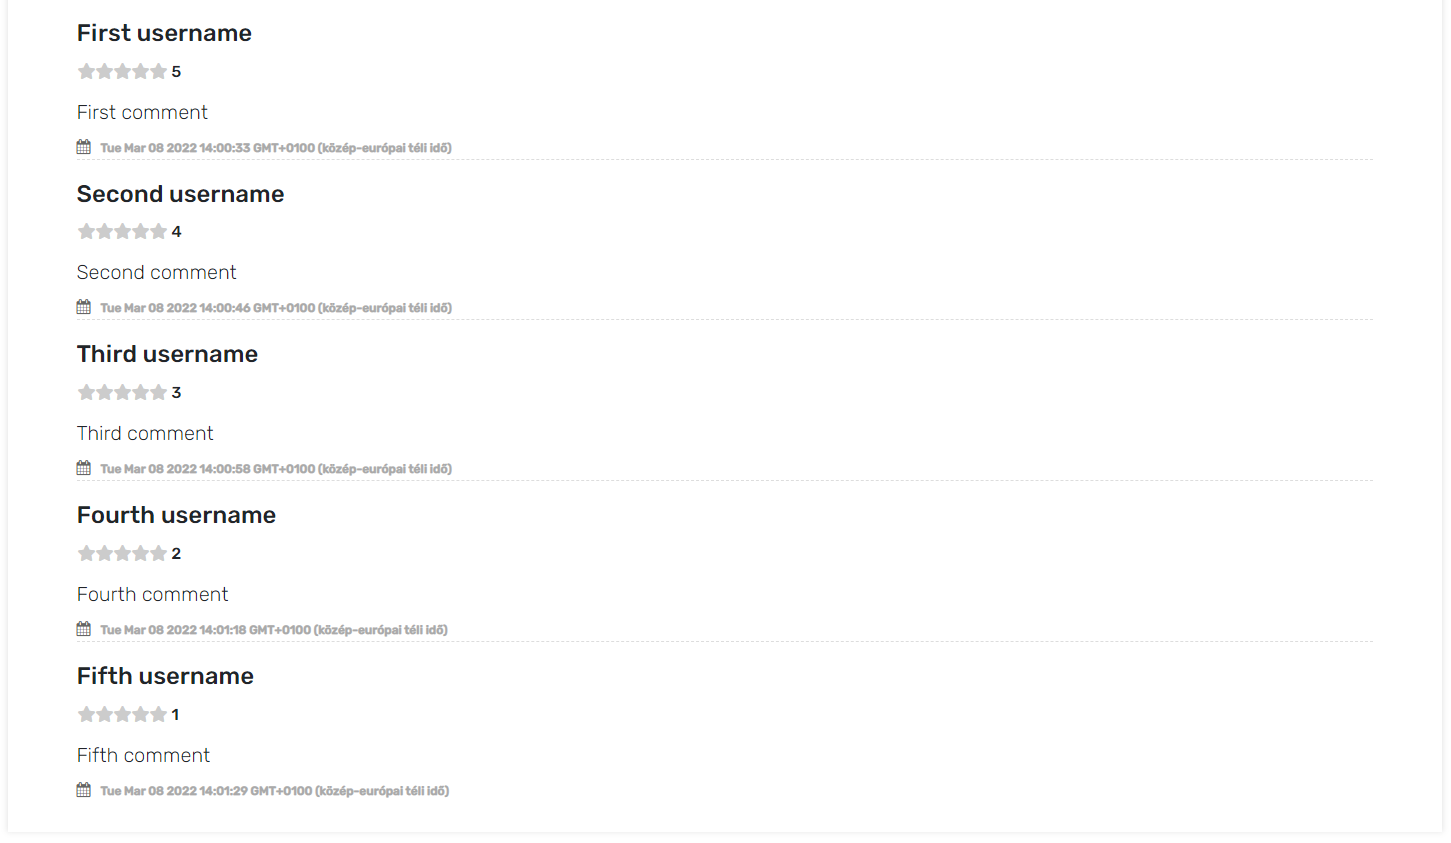 First username
5
First comment
Tue Mar 08 2022 14:00:33 GMT+0100 (közép-európai téli idő)
Second username
4
Second comment
Tue Mar 08 2022 14:00:46 GMT+0100 (közép-európai téli idő)
Third username
3
Third comment
Tue Mar 08 2022 14:00:58 GMT+0100 (közép-európai téli idő)
Fourth username
2
Fourth comment
Tue Mar 08 2022 14:01:18 GMT+0100 (közép-európai téli idő)
Fifth username
1
Fifth comment
Tue Mar 08 2022 14:01:29 GMT+0100 (közép-európai téli idő)